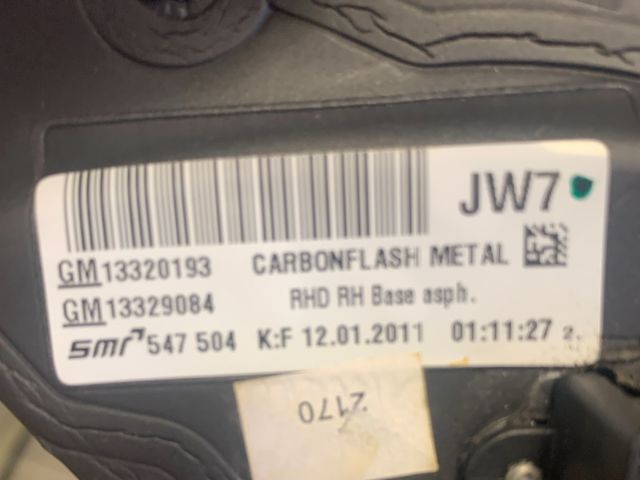 JW7
GM13320193 CARBONFLASH METAL
GM13329084 RHD RH Base asph.
smr 547 504 K:F 12.01.2011 01:11:27 2.
2170